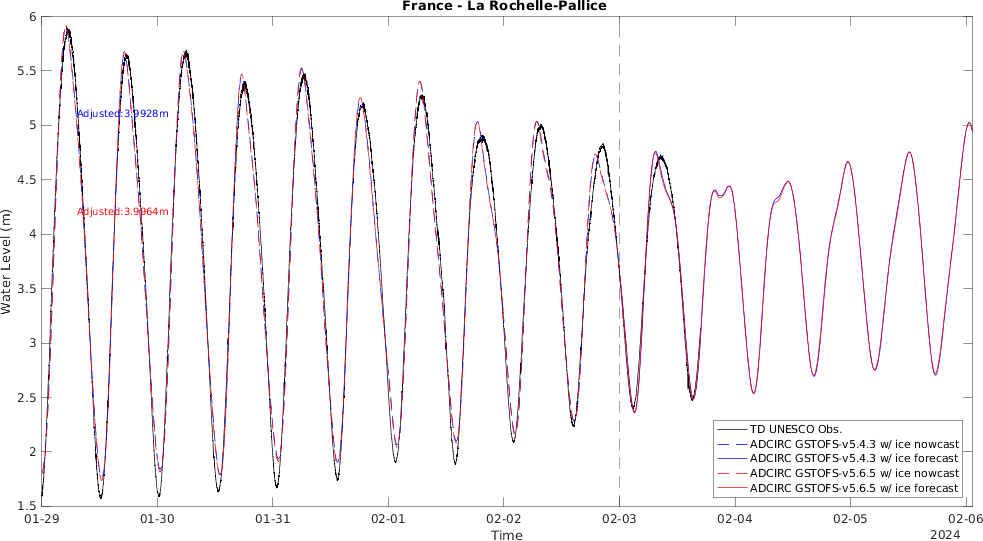 France - La Rochelle-Pallice
6
5.5
5
4.5
4
3.5
3
2.5
2
1.5
Water Level (m)
Adjusted:3.9928m
Adjusted:3.9964m
TD UNESCO Obs.
ADCIRC GSTOFS-v5.4.3 w/ ice nowcast
ADCIRC GSTOFS-v5.4.3 w/ ice forecast
ADCIRC GSTOFS-v5.6.5 w/ ice nowcast
ADCIRC GSTOFS-v5.6.5 w/ ice forecast
01-29 01-30 01-31 02-01 02-02 02-03 02-04 02-05 02-06
Time
2024